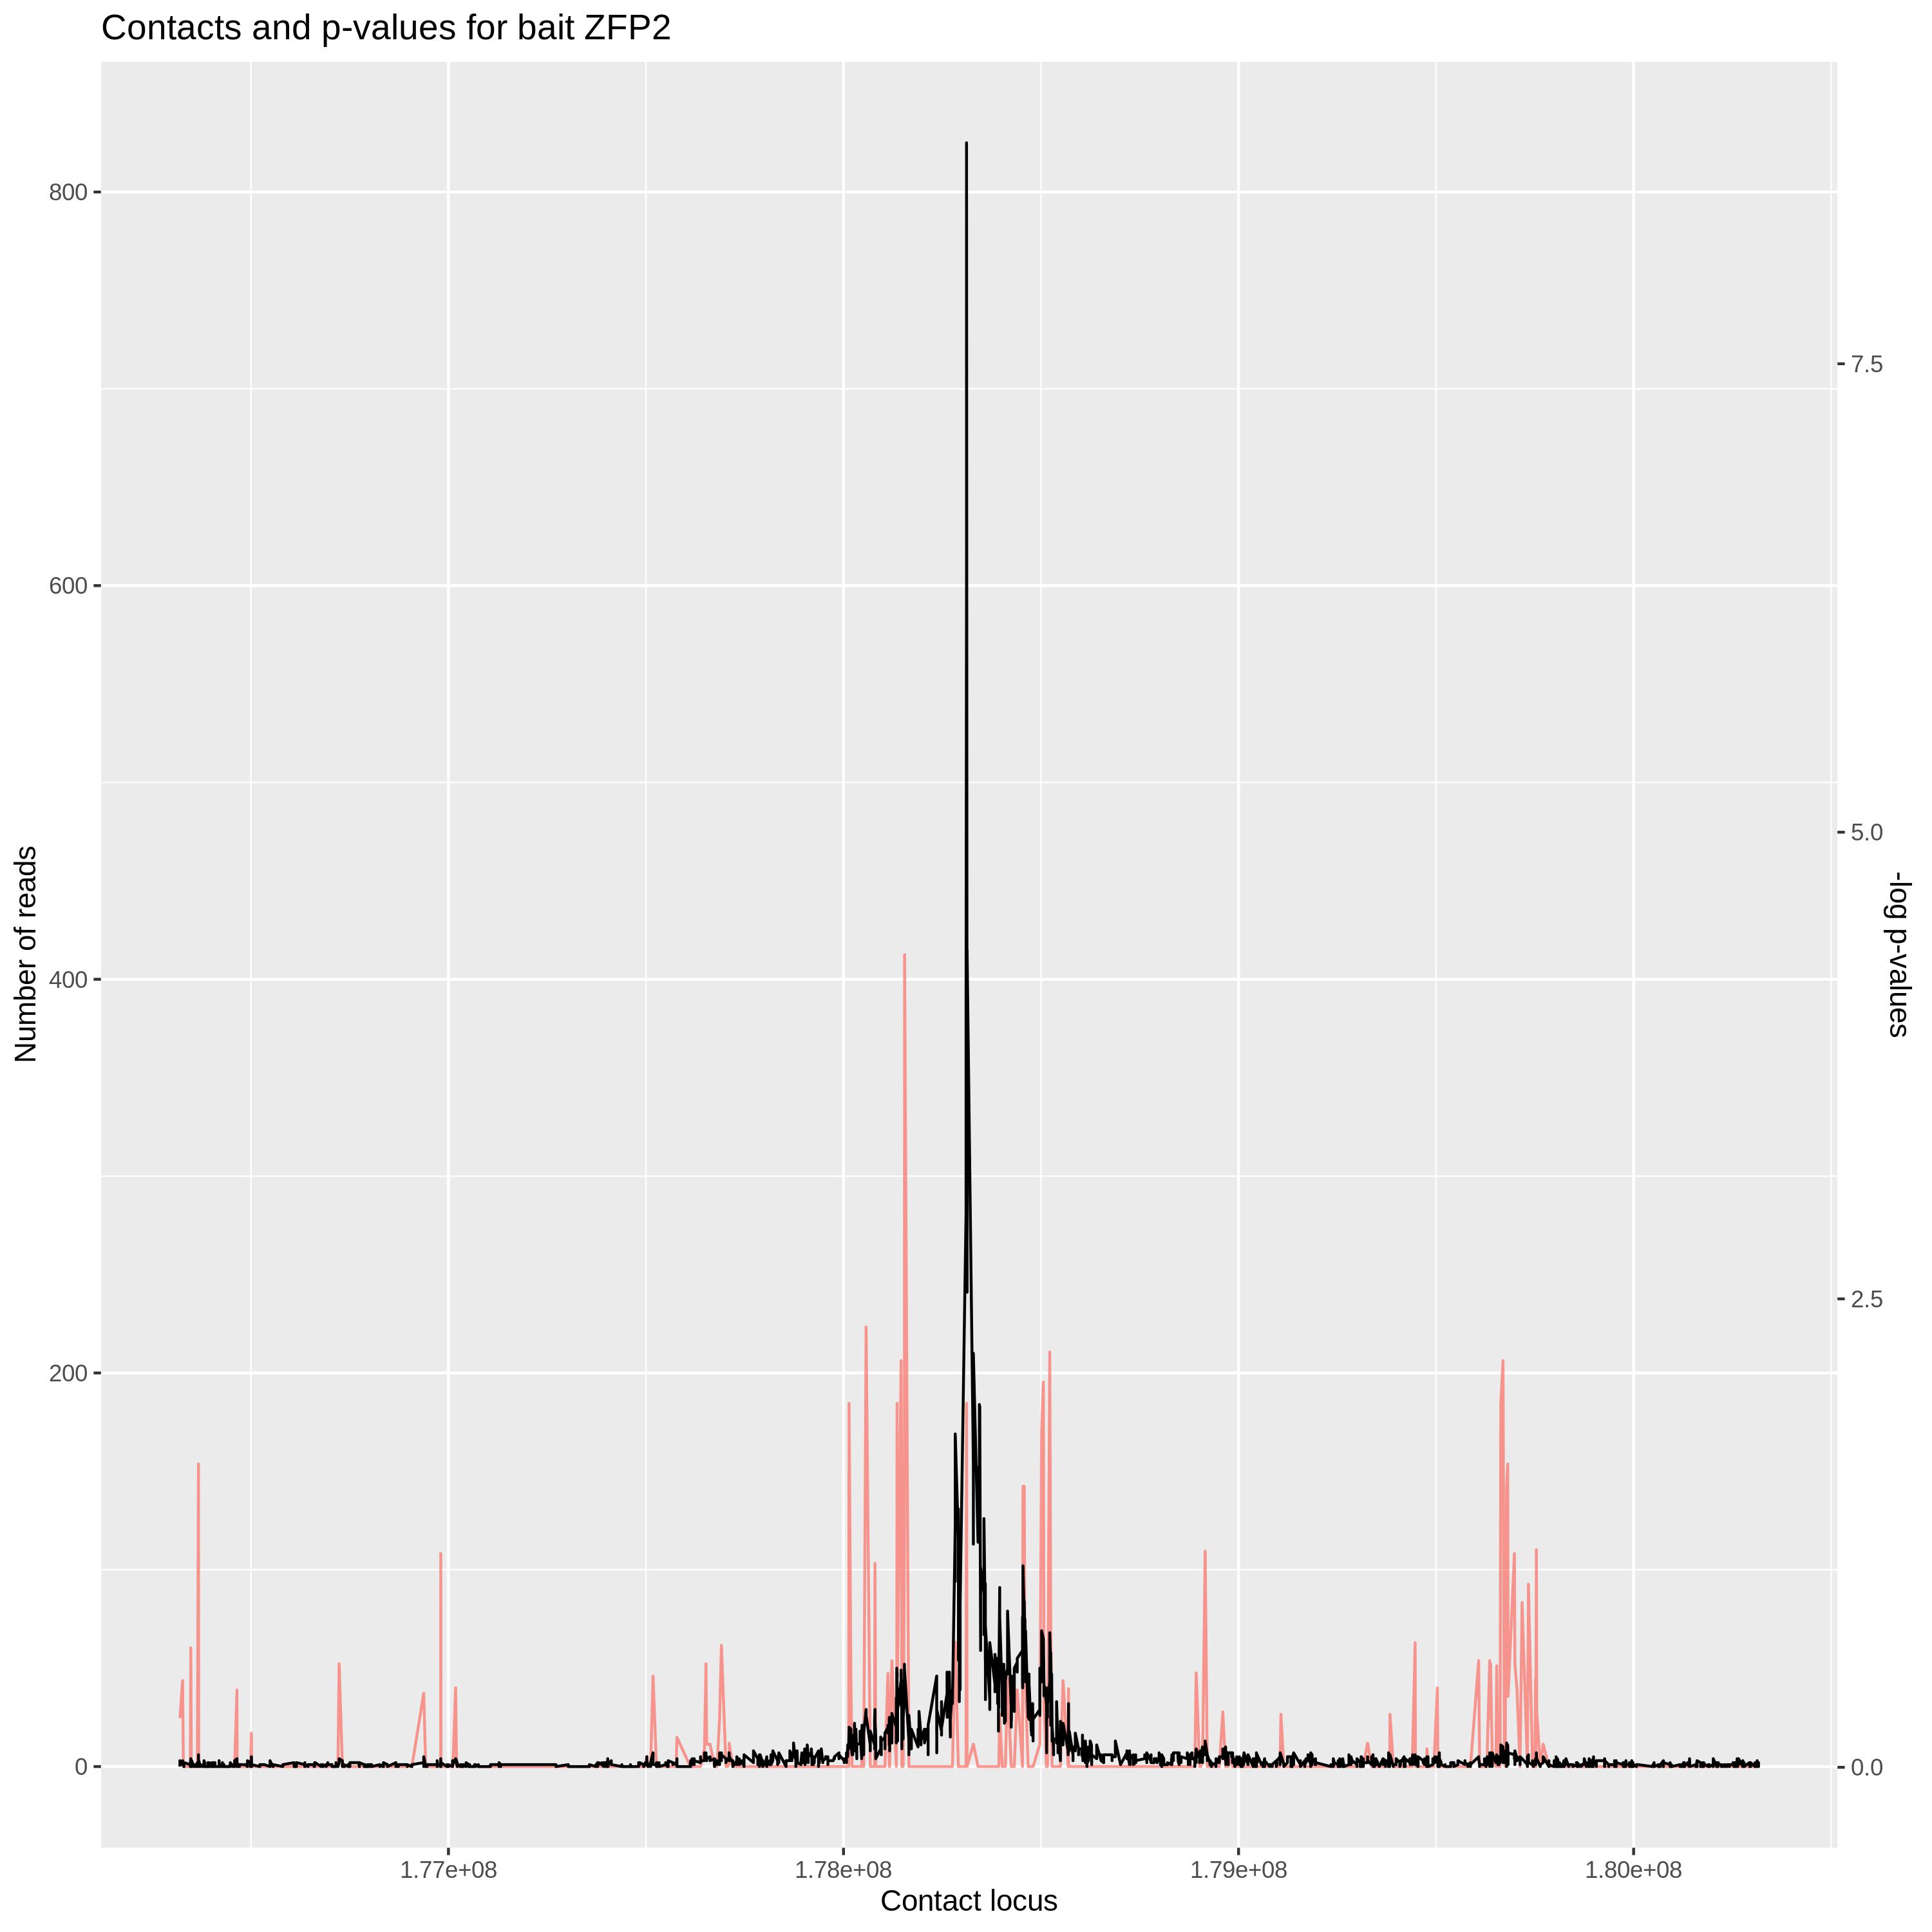 Contacts and p-values for bait ZFP2
800
600
400
200
0
Number of reads
7.5
5.0
2.5
0.0
-log p-values
1.77e+08
1.78e+08
1.79e+08
1.80e+08
Contact locus